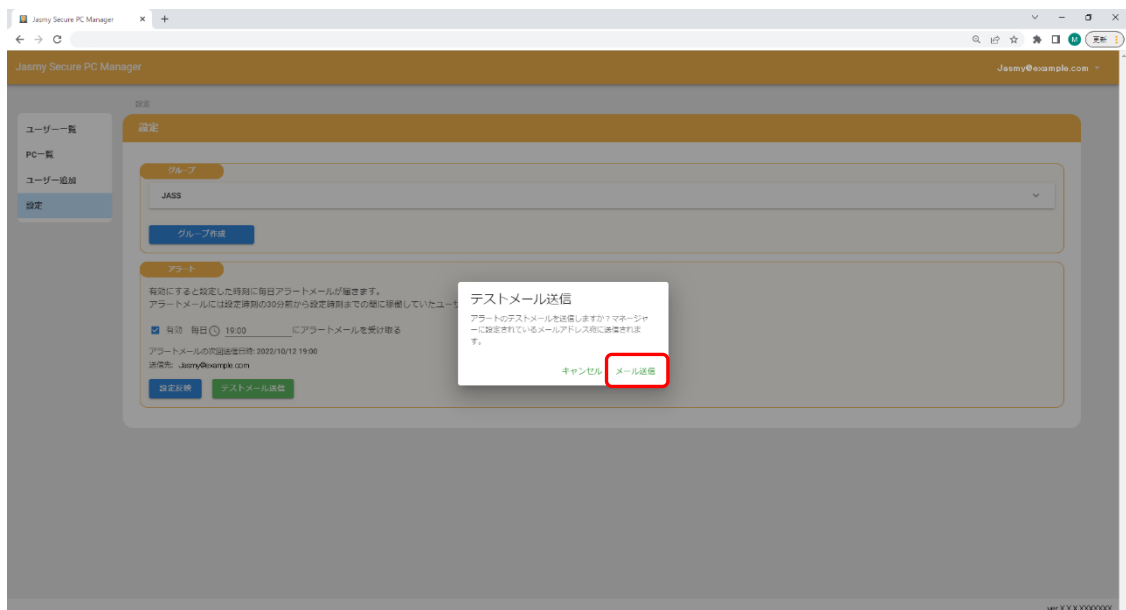 Jasmy Secure PC Manager
更新
Jasmy Secure PC Manager
Jasmy@example.com
設定
ユーザー一覧
PC一覧
ユーザー追加
設定
設定
グループ
JASS
グループ作成
アラート
有効にすると設定した時刻に毎日アラートメールが届きます。
アラートメールには設定時刻の30分前から設定時刻までの間に稼働していたユーザ
有効 毎日 19:00 にアラートメールを受け取る
アラートメールの次回送信日時: 2022/10/12 19:00
送信先: Jasmy@example.com
設定反映 テストメール送信
テストメール送信
アラートのテストメールを送信しますか？マネージャ
ーに設定されているメールアドレス宛に送信されま
す。
キャンセル メール送信
ver.X.X.X.XXXXXXX